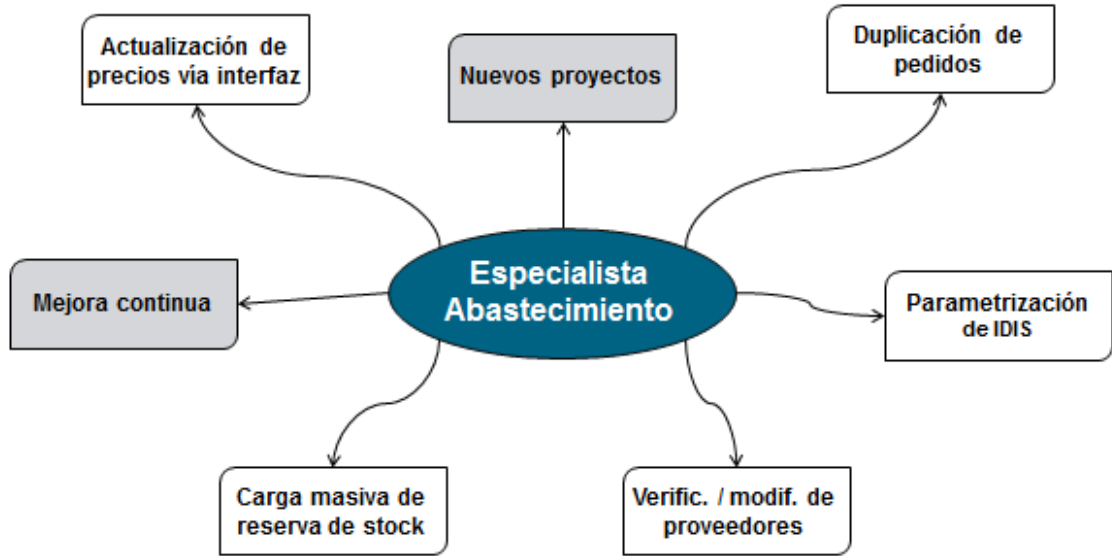 Actualización de
precios vía interfaz
Nuevos proyectos
Duplicación de
pedidos
Mejora continua
Especialista
Abastecimiento
Parametrización
de IDIS
Carga masiva de
reserva de stock
Verific. / modif. de
proveedores